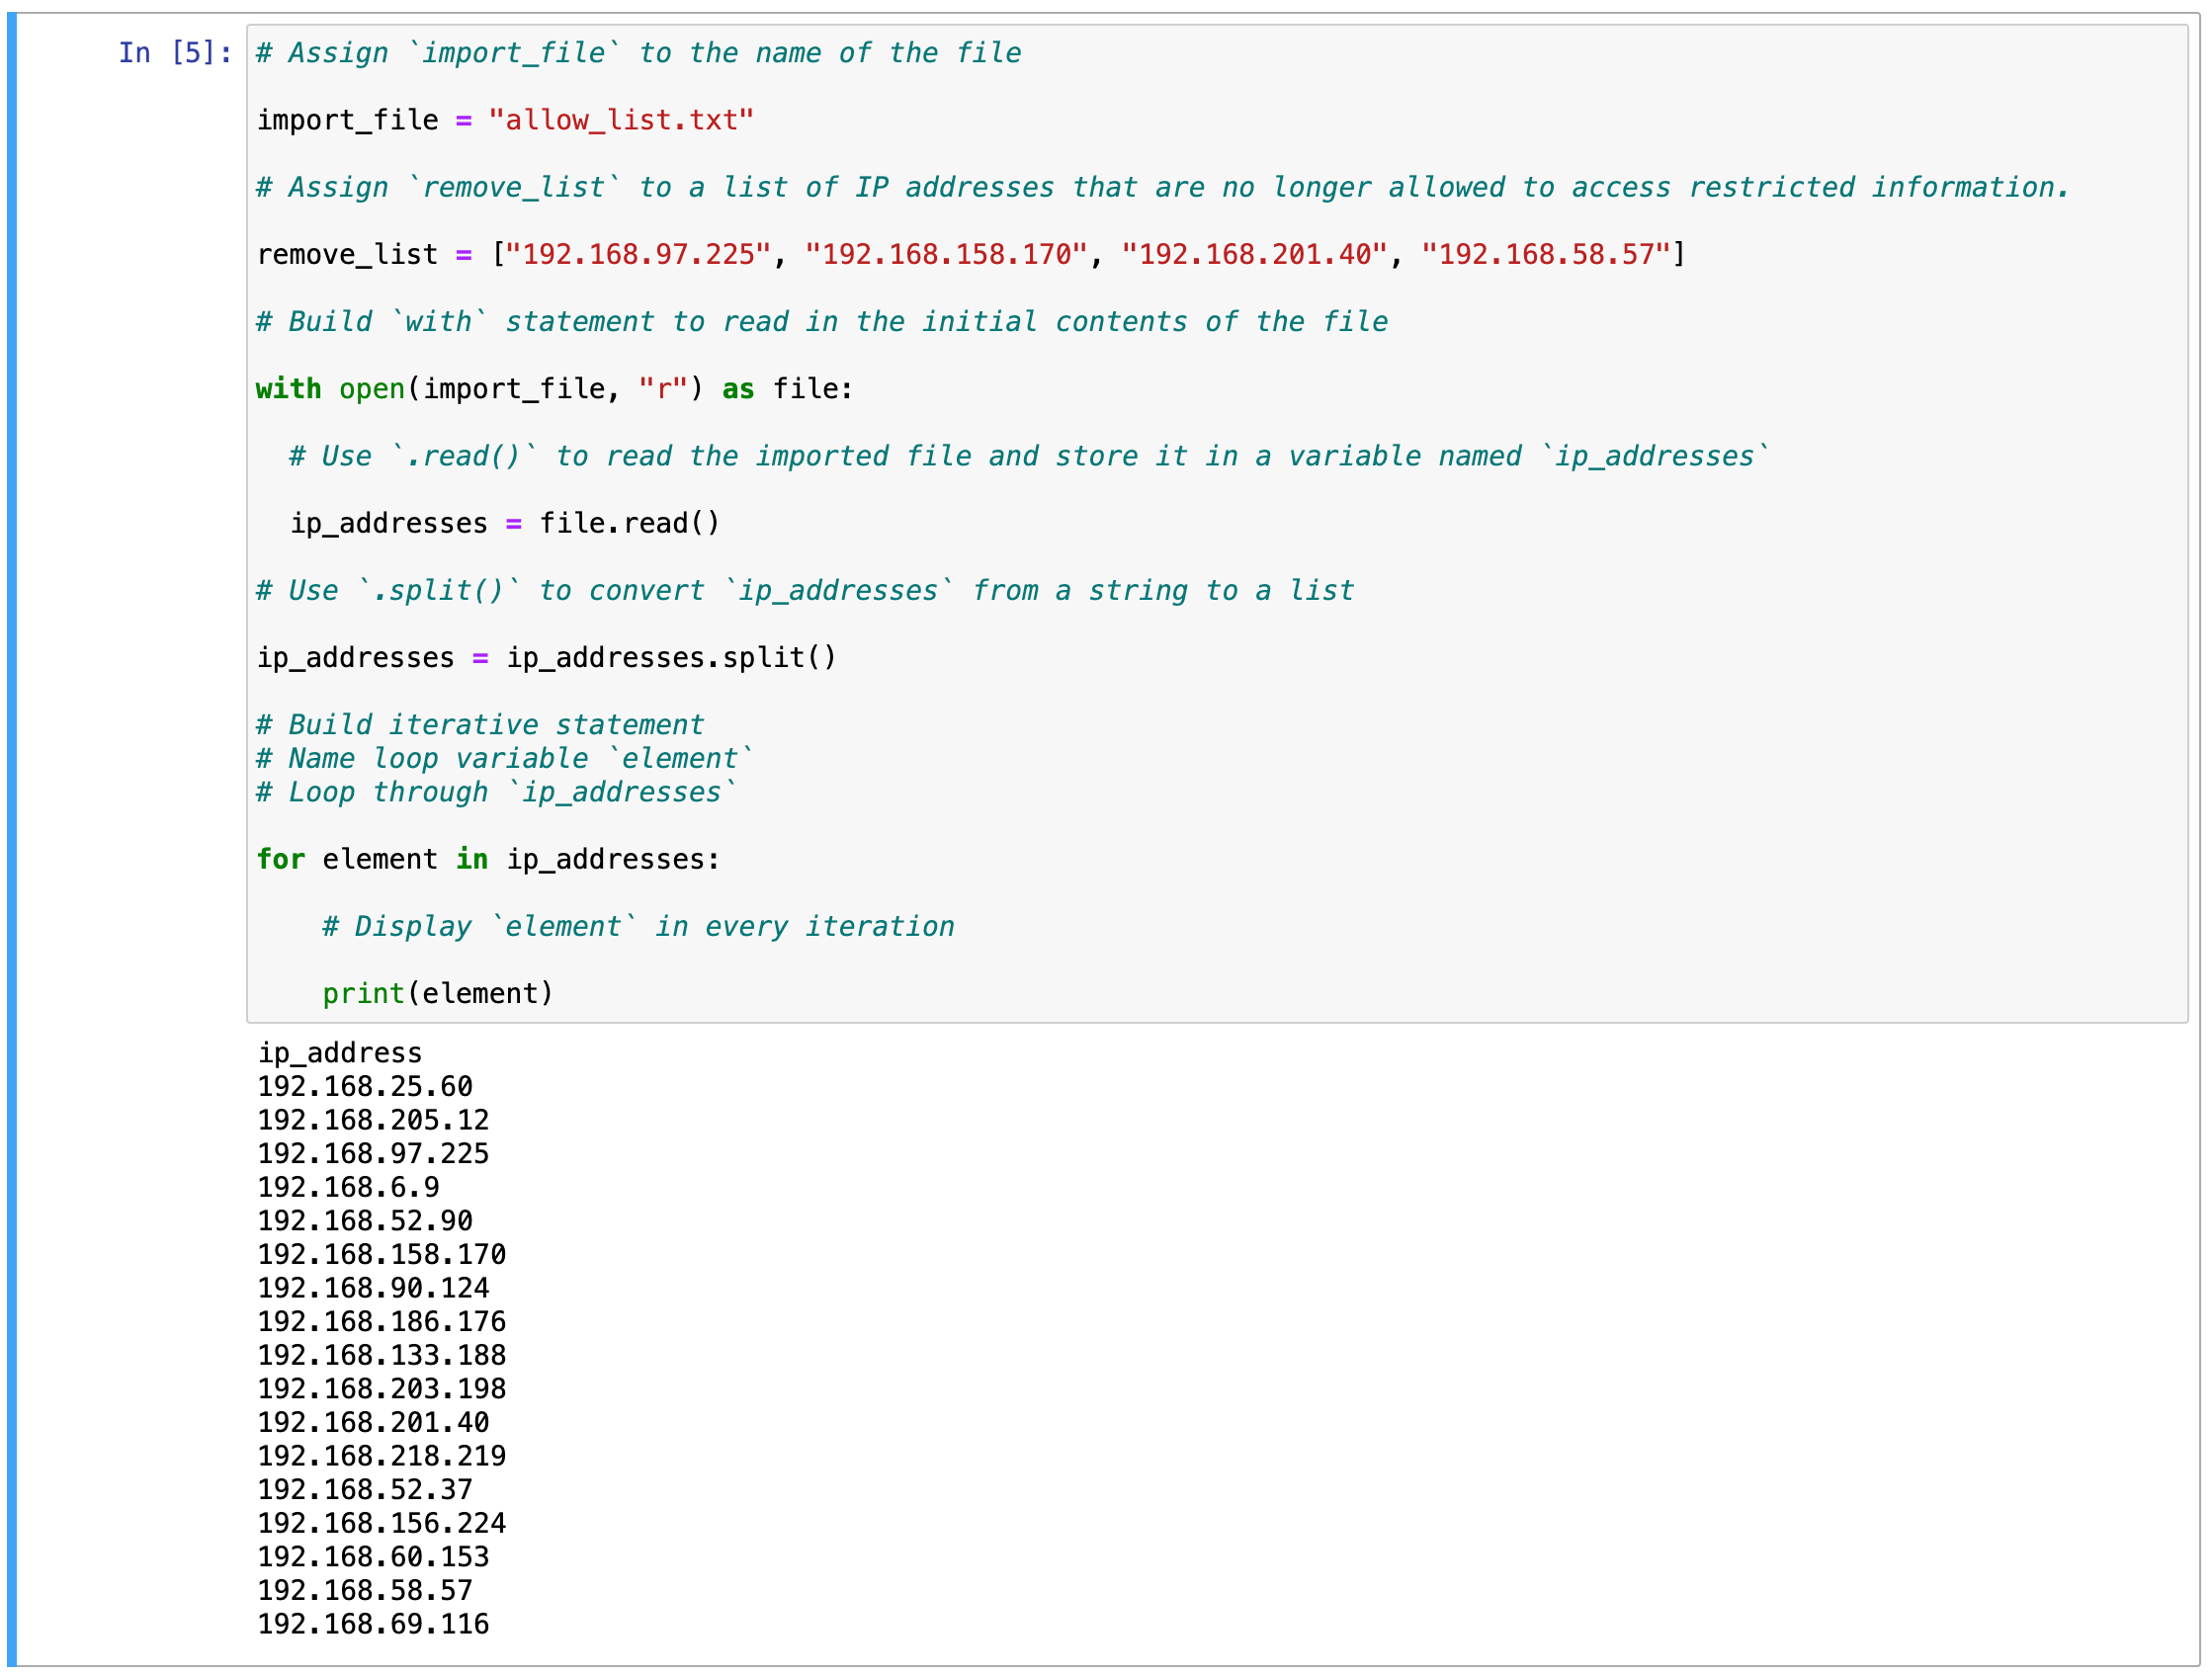 In [5]:
# Assign `import_file` to the name of the file
import_file = "allow_list.txt"
# Assign `remove_list` to a list of IP addresses that are no longer allowed to access restricted information.
remove_list = ["192.168.97.225", "192.168.158.170", "192.168.201.40", "192.168.58.57"]
# Build `with` statement to read in the initial contents of the file
with open(import_file, "r") as file:
  # Use `.read()` to read the imported file and store it in a variable named `ip_addresses`
  ip_addresses = file.read()
# Use `.split()` to convert `ip_addresses` from a string to a list
ip_addresses = ip_addresses.split()
# Build iterative statement
# Name loop variable `element`
# Loop through `ip_addresses`
for element in ip_addresses:
    # Display `element` in every iteration
    print(element)
ip_address
192.168.25.60
192.168.205.12
192.168.97.225
192.168.6.9
192.168.52.90
192.168.158.170
192.168.90.124
192.168.186.176
192.168.133.188
192.168.203.198
192.168.201.40
192.168.218.219
192.168.52.37
192.168.156.224
192.168.60.153
192.168.58.57
192.168.69.116